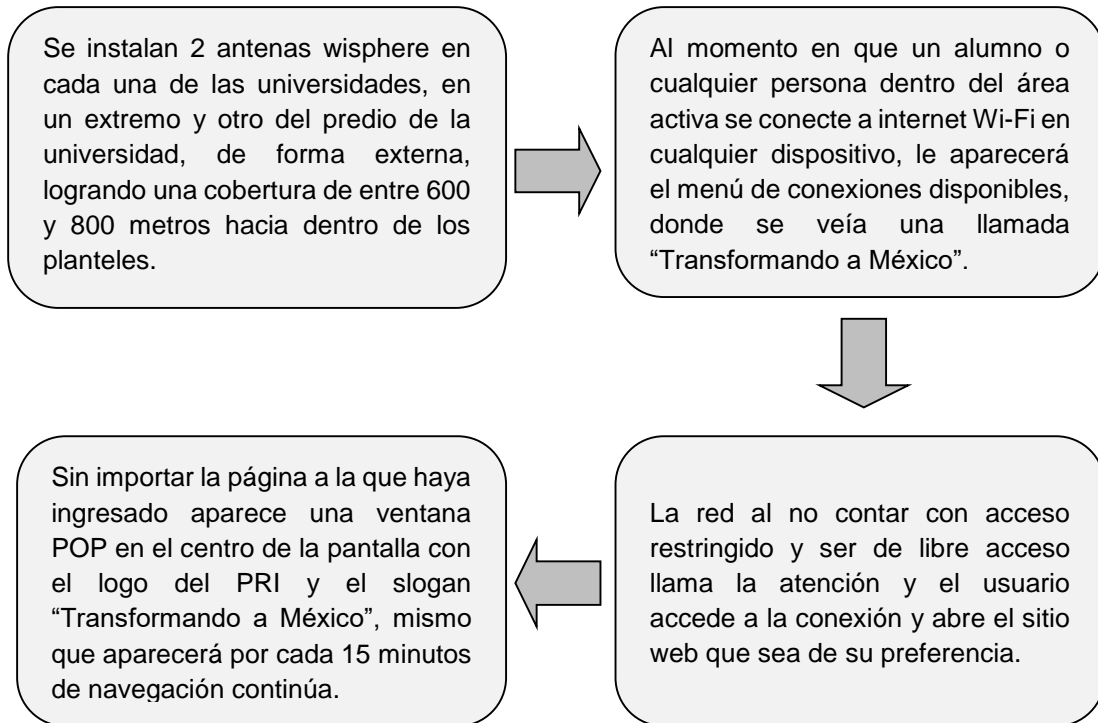 Se instalan 2 antenas wisphere en
cada una de las universidades, en
un extremo y otro del predio de la
universidad, de forma externa,
logrando una cobertura de entre 600
y 800 metros hacia dentro de los
planteles.
Al momento en que un alumno o
cualquier persona dentro del área
activa se conecte a internet Wi-Fi en
cualquier dispositivo, le aparecerá
el menú de conexiones disponibles,
donde se veía una llamada
“Transformando a México”.
La red al no contar con acceso
restringido y ser de libre acceso
llama la atención y el usuario
accede a la conexión y abre el sitio
web que sea de su preferencia.
Sin importar la página a la que haya
ingresado aparece una ventana
POP en el centro de la pantalla con
el logo del PRI y el slogan
“Transformando a México”, mismo
que aparecerá por cada 15 minutos
de navegación continúa.